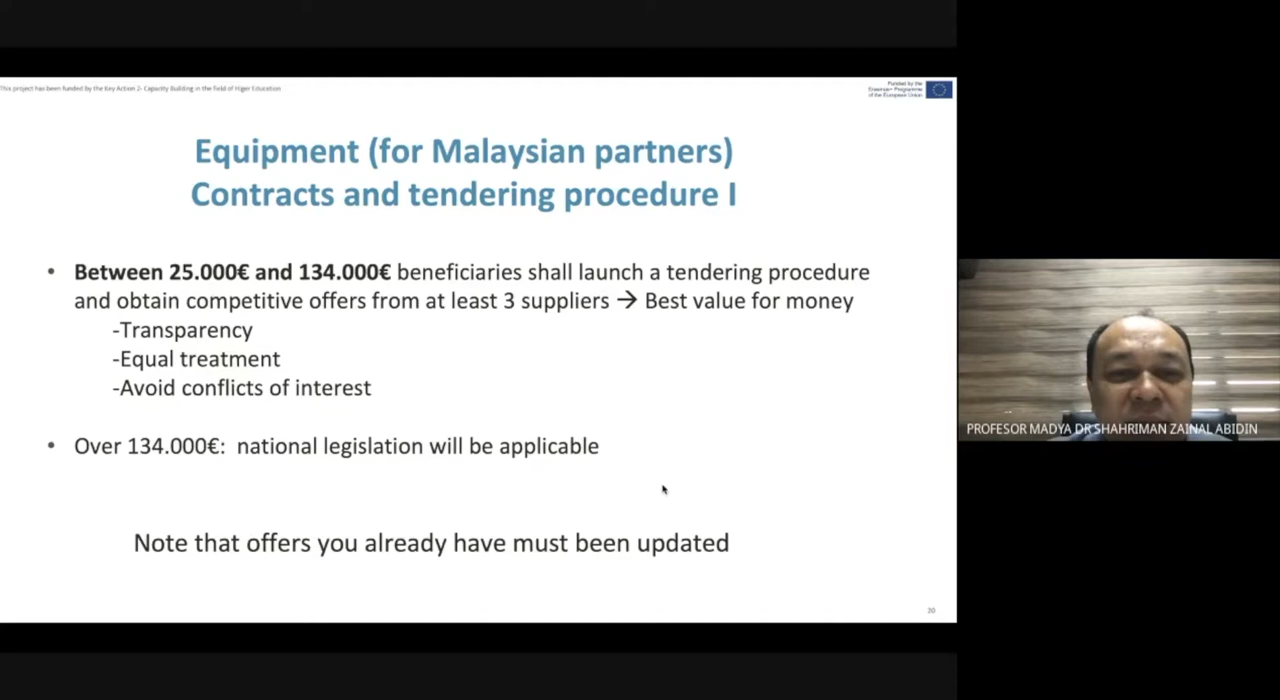 This project has been funded by the Key Action 2- Capacity Building in the field of Higer Education
Funded by the
Erasmus+ Programme
of the European Union
Equipment (for Malaysian partners)
Contracts and tendering procedure I
• Between 25.000€ and 134.000€ beneficiaries shall launch a tendering procedure
and obtain competitive offers from at least 3 suppliers → Best value for money
-Transparency
-Equal treatment
-Avoid conflicts of interest
• Over 134.000€: national legislation will be applicable
Note that offers you already have must been updated
30
PROFESOR MADYA DR SHAHRIMAN ZAINAL ABIDIN